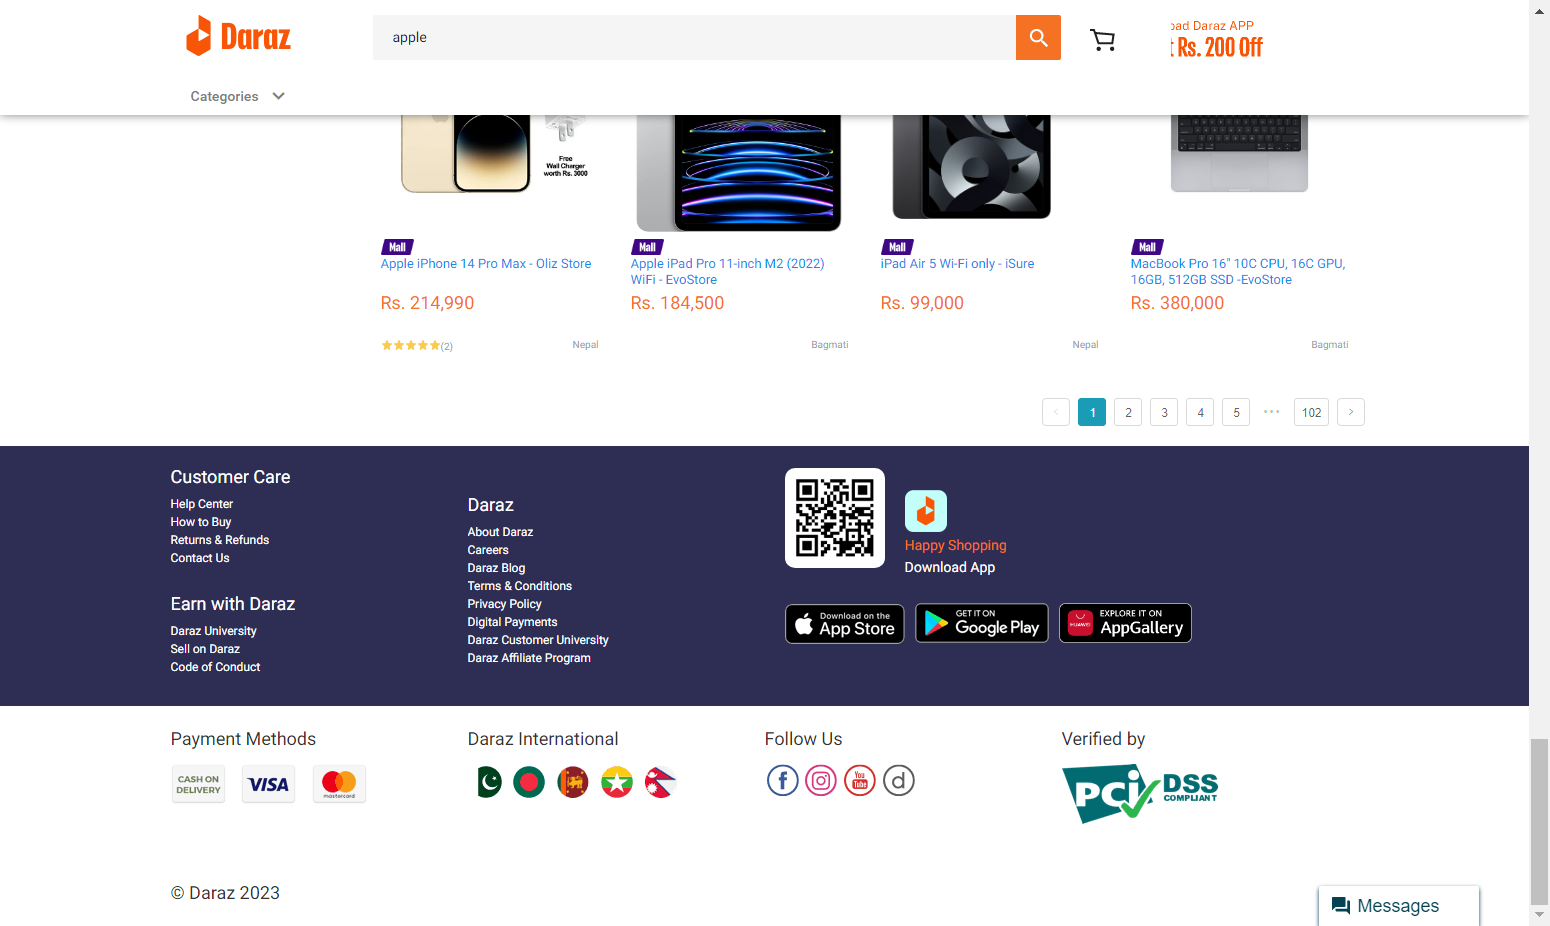 Daraz
apple
oad Daraz APP
t Rs. 200 Off
Categories
Free
Wall Charger
worth Rs. 3000
Mall
Apple iPhone 14 Pro Max - Oliz Store
Rs. 214,990
(2)
Nepal
Mall
Apple iPad Pro 11-inch M2 (2022)
WiFi - EvoStore
Rs. 184,500
Bagmati
Mall
iPad Air 5 Wi-Fi only - iSure
Rs. 99,000
Nepal
Mall
MacBook Pro 16" 10C CPU, 16C GPU,
16GB, 512GB SSD -EvoStore
Rs. 380,000
Bagmati
< 1 2 3 4 5 ••• 102 >
Customer Care
Help Center
How to Buy
Returns & Refunds
Contact Us
Earn with Daraz
Daraz University
Sell on Daraz
Code of Conduct
Daraz
About Daraz
Careers
Daraz Blog
Terms & Conditions
Privacy Policy
Digital Payments
Daraz Customer University
Daraz Affiliate Program
Happy Shopping
Download App
Download on the
App Store
GET IT ON
Google Play
HUAWEI
EXPLORE IT ON
AppGallery
Payment Methods
CASH ON
DELIVERY
VISA
mastercard
Daraz International
Follow Us
f
You
Tube
d
Verified by
PCi DSS
COMPLIANT
© Daraz 2023
Messages